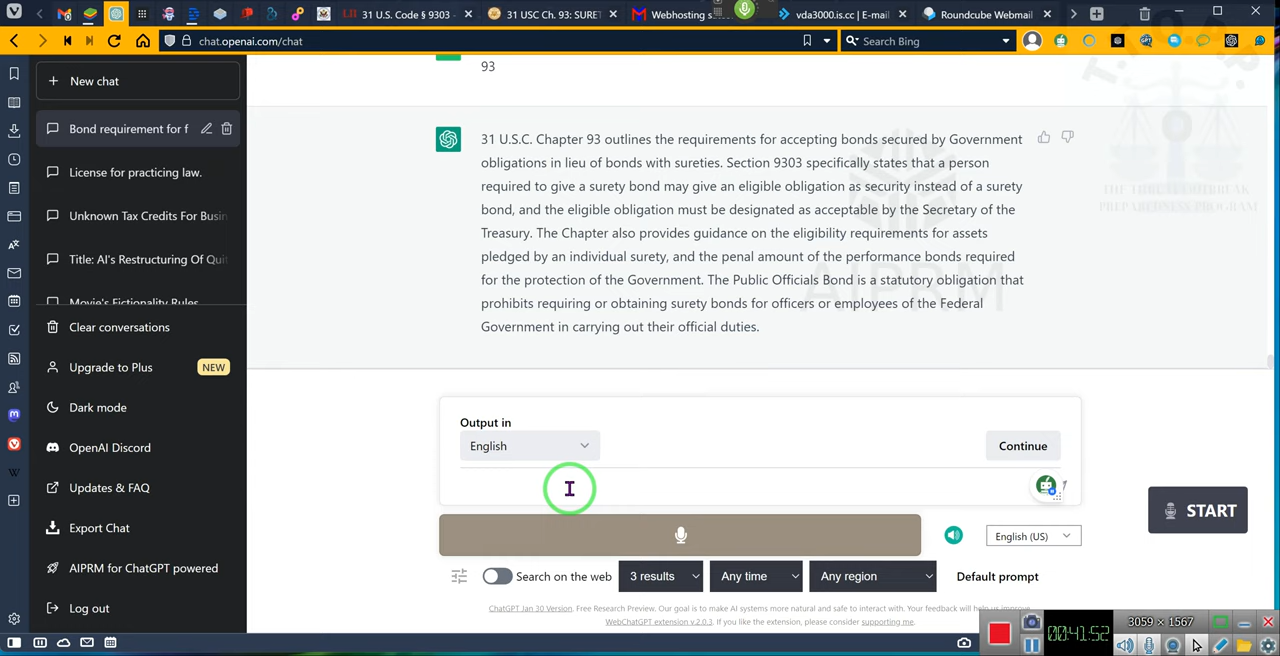 31 U.S. Code § 9303 -
31 USC Ch. 93: SURET
Webhosting s
vda3000.is.cc | E-mail
Roundcube Webmail
chat.openai.com/chat
Search Bing
New chat
93
Bond requirement for f
31 U.S.C. Chapter 93 outlines the requirements for accepting bonds secured by Government
obligations in lieu of bonds with sureties. Section 9303 specifically states that a person
required to give a surety bond may give an eligible obligation as security instead of a surety
bond, and the eligible obligation must be designated as acceptable by the Secretary of the
Treasury. The Chapter also provides guidance on the eligibility requirements for assets
pledged by an individual surety, and the penal amount of the performance bonds required
for the protection of the Government. The Public Officials Bond is a statutory obligation that
prohibits requiring or obtaining surety bonds for officers or employees of the Federal
Government in carrying out their official duties.
License for practicing law.
Unknown Tax Credits For Busin
Title: AI's Restructuring Of Quit
Movie's Fictionality Rules
Clear conversations
Upgrade to Plus
NEW
Dark mode
OpenAI Discord
Updates & FAQ
Export Chat
AIPRM for ChatGPT powered
Log out
T.I.O.P.P.
THE TRIBUTE OUTBREAK
PREPAREDNESS PROGRAM
AIPRM
Output in
English
Continue
START
English (US)
Search on the web
3 results
Any time
Any region
Default prompt
ChatGPT Jan 30 Version. Free Research Preview. Our goal is to make AI systems more natural and safe to interact with. Your feedback will help us improve.
WebChatGPT extension v.2.0.3. If you like the extension, please consider supporting me.
00:41:52
3059 × 1567